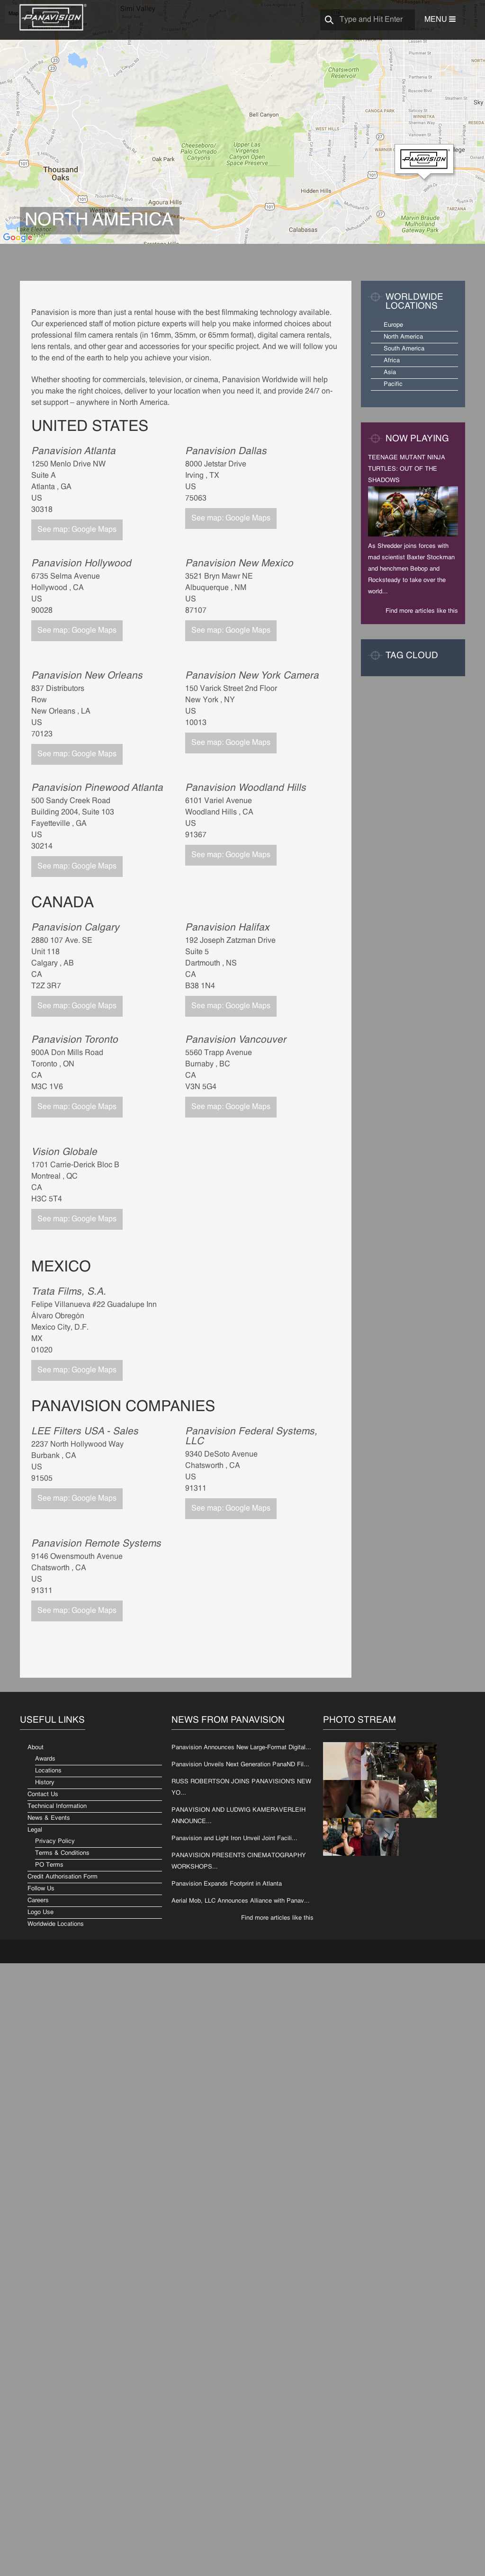 PANAVISION
Type and Hit Enter
MENU
Simi Valley
Chatsworth Reservoir
Bell Canyon
CANOGA PARK
WINNETKA
RESEDA
WEST HILLS
Cheeseboro/
Palo Comado
Canyons
Upper Las
Virgenes
Canyon Open
Space Preserve
Oak Park
Thousand
Oaks
PANAVISION
Hidden Hills
Agoura Hills
Calabasas
TARZANA
Marvin Braude
Mulholland
Gateway Park
NORTH AMERICA
Google
Panavision is more than just a rental house with the best filmmaking technology available.
Our experienced staff of motion picture experts will help you make informed choices about
professional film camera rentals (in 16mm, 35mm, or 65mm format), digital camera rentals,
lens rentals, and other gear and accessories for your specific project. And we will follow you
to the end of the earth to help you achieve your vision.
Whether shooting for commercials, television, or cinema, Panavision Worldwide will help
you make the right choices, deliver to your location when you need it, and provide 24/7 on-
set support – anywhere in North America.
UNITED STATES
Panavision Atlanta
1250 Menlo Drive NW
Suite A
Atlanta , GA
US
30318
See map: Google Maps
Panavision Dallas
8000 Jetstar Drive
Irving , TX
US
75063
See map: Google Maps
Panavision Hollywood
6735 Selma Avenue
Hollywood , CA
US
90028
See map: Google Maps
Panavision New Mexico
3521 Bryn Mawr NE
Albuquerque , NM
US
87107
See map: Google Maps
Panavision New Orleans
837 Distributors
Row
New Orleans , LA
US
70123
See map: Google Maps
Panavision New York Camera
150 Varick Street 2nd Floor
New York , NY
US
10013
See map: Google Maps
Panavision Pinewood Atlanta
500 Sandy Creek Road
Building 2004, Suite 103
Fayetteville , GA
US
30214
See map: Google Maps
Panavision Woodland Hills
6101 Variel Avenue
Woodland Hills , CA
US
91367
See map: Google Maps
CANADA
Panavision Calgary
2880 107 Ave. SE
Unit 118
Calgary , AB
CA
T2Z 3R7
See map: Google Maps
Panavision Halifax
192 Joseph Zatzman Drive
Suite 5
Dartmouth , NS
CA
B38 1N4
See map: Google Maps
Panavision Toronto
900A Don Mills Road
Toronto , ON
CA
M3C 1V6
See map: Google Maps
Panavision Vancouver
5560 Trapp Avenue
Burnaby , BC
CA
V3N 5G4
See map: Google Maps
Vision Globale
1701 Carrie-Derick Bloc B
Montreal , QC
CA
H3C 5T4
See map: Google Maps
MEXICO
Trata Films, S.A.
Felipe Villanueva #22 Guadalupe Inn
Álvaro Obregón
Mexico City, D.F.
MX
01020
See map: Google Maps
PANAVISION COMPANIES
LEE Filters USA - Sales
2237 North Hollywood Way
Burbank , CA
US
91505
See map: Google Maps
Panavision Federal Systems,
LLC
9340 DeSoto Avenue
Chatsworth , CA
US
91311
See map: Google Maps
Panavision Remote Systems
9146 Owensmouth Avenue
Chatsworth , CA
US
91311
See map: Google Maps
WORLDWIDE
LOCATIONS
Europe
North America
South America
Africa
Asia
Pacific
NOW PLAYING
TEENAGE MUTANT NINJA
TURTLES: OUT OF THE
SHADOWS
As Shredder joins forces with
mad scientist Baxter Stockman
and henchmen Bebop and
Rocksteady to take over the
world...
Find more articles like this
TAG CLOUD
USEFUL LINKS
About
Awards
Locations
History
Contact Us
Technical Information
News & Events
Legal
Privacy Policy
Terms & Conditions
PO Terms
Credit Authorisation Form
Follow Us
Careers
Logo Use
Worldwide Locations
NEWS FROM PANAVISION
Panavision Announces New Large-Format Digital...
Panavision Unveils Next Generation PanaND Fil...
RUSS ROBERTSON JOINS PANAVISION'S NEW
YO...
PANAVISION AND LUDWIG KAMERAVERLEIH
ANNOUNCE...
Panavision and Light Iron Unveil Joint Facili...
PANAVISION PRESENTS CINEMATOGRAPHY
WORKSHOPS...
Panavision Expands Footprint in Atlanta
Aerial Mob, LLC Announces Alliance with Panav...
Find more articles like this
PHOTO STREAM